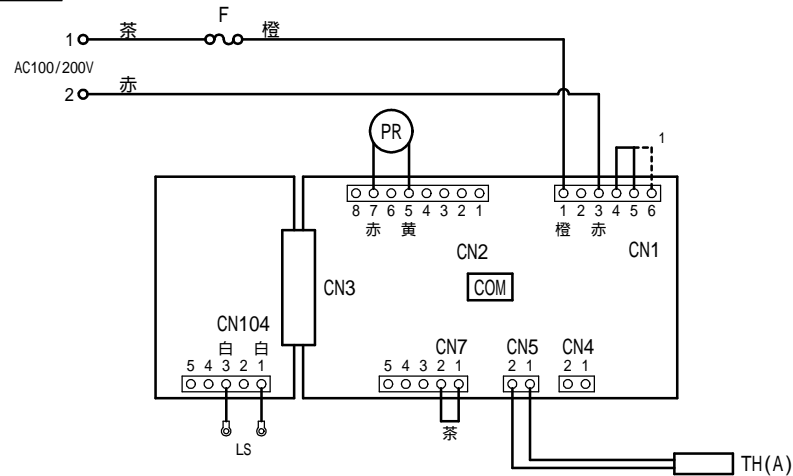 F
1 茶 橙
AC100/200V
2 赤
PR
1
8 7 6 5 4 3 2 1
1 2 3 4 5 6
赤 黄
橙 赤
CN2
CN1
CN3
COM
CN104
白 白
5 4 3 2 1
CN7
5 4 3 2 1
CN5
2 1
CN4
2 1
LS
茶
TH(A)